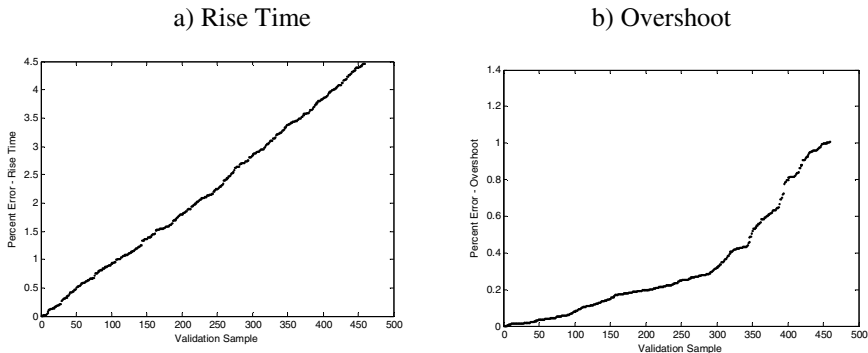 a) Rise Time
4.5
4
3.5
3
2.5
2
1.5
1
0.5
0
0 50 100 150 200 250 300 350 400 450 500
Percent Error - Rise Time
Validation Sample
b) Overshoot
1.4
1.2
1
0.8
0.6
0.4
0.2
0
0 50 100 150 200 250 300 350 400 450 500
Percent Error - Overshoot
Validation Sample